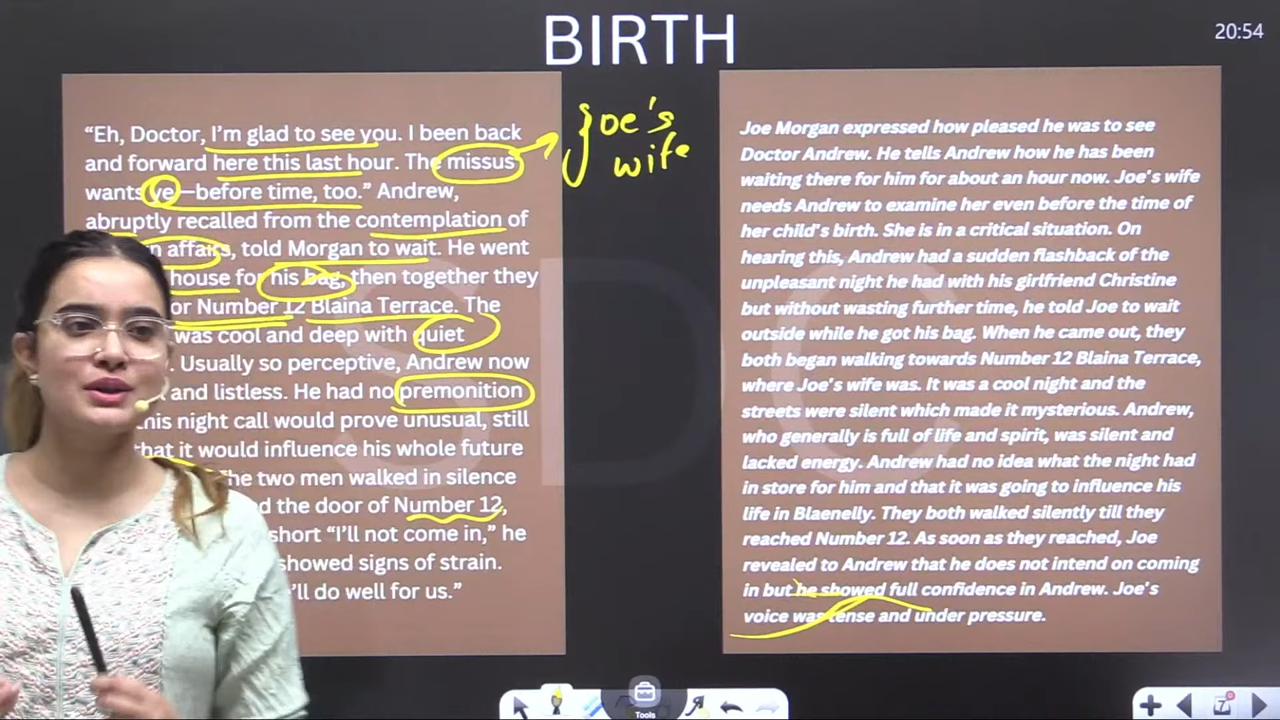 BIRTH
20:54
“Eh, Doctor, I’m glad to see you. I been back
and forward here this last hour. The missus
wants ye—before time, too.” Andrew,
abruptly recalled from the contemplation of
affairs, told Morgan to wait. He went
house for his bag, then together they
or Number 12 Blaina Terrace. The
was cool and deep with quiet
. Usually so perceptive, Andrew now
and listless. He had no premonition
this night call would prove unusual, still
that it would influence his whole future
The two men walked in silence
the door of Number 12,
short “I’ll not come in,” he
showed signs of strain.
’ll do well for us.”
Joe's
wife
Joe Morgan expressed how pleased he was to see
Doctor Andrew. He tells Andrew how he has been
waiting there for him for about an hour now. Joe’s wife
needs Andrew to examine her even before the time of
her child’s birth. She is in a critical situation. On
hearing this, Andrew had a sudden flashback of the
unpleasant night he had with his girlfriend Christine
but without wasting further time, he told Joe to wait
outside while he got his bag. When he came out, they
both began walking towards Number 12 Blaina Terrace,
where Joe’s wife was. It was a cool night and the
streets were silent which made it mysterious. Andrew,
who generally is full of life and spirit, was silent and
lacked energy. Andrew had no idea what the night had
in store for him and that it was going to influence his
life in Blaenelly. They both walked silently till they
reached Number 12. As soon as they reached, Joe
revealed to Andrew that he does not intend on coming
in but he showed full confidence in Andrew. Joe’s
voice was tense and under pressure.
SDC
Tools